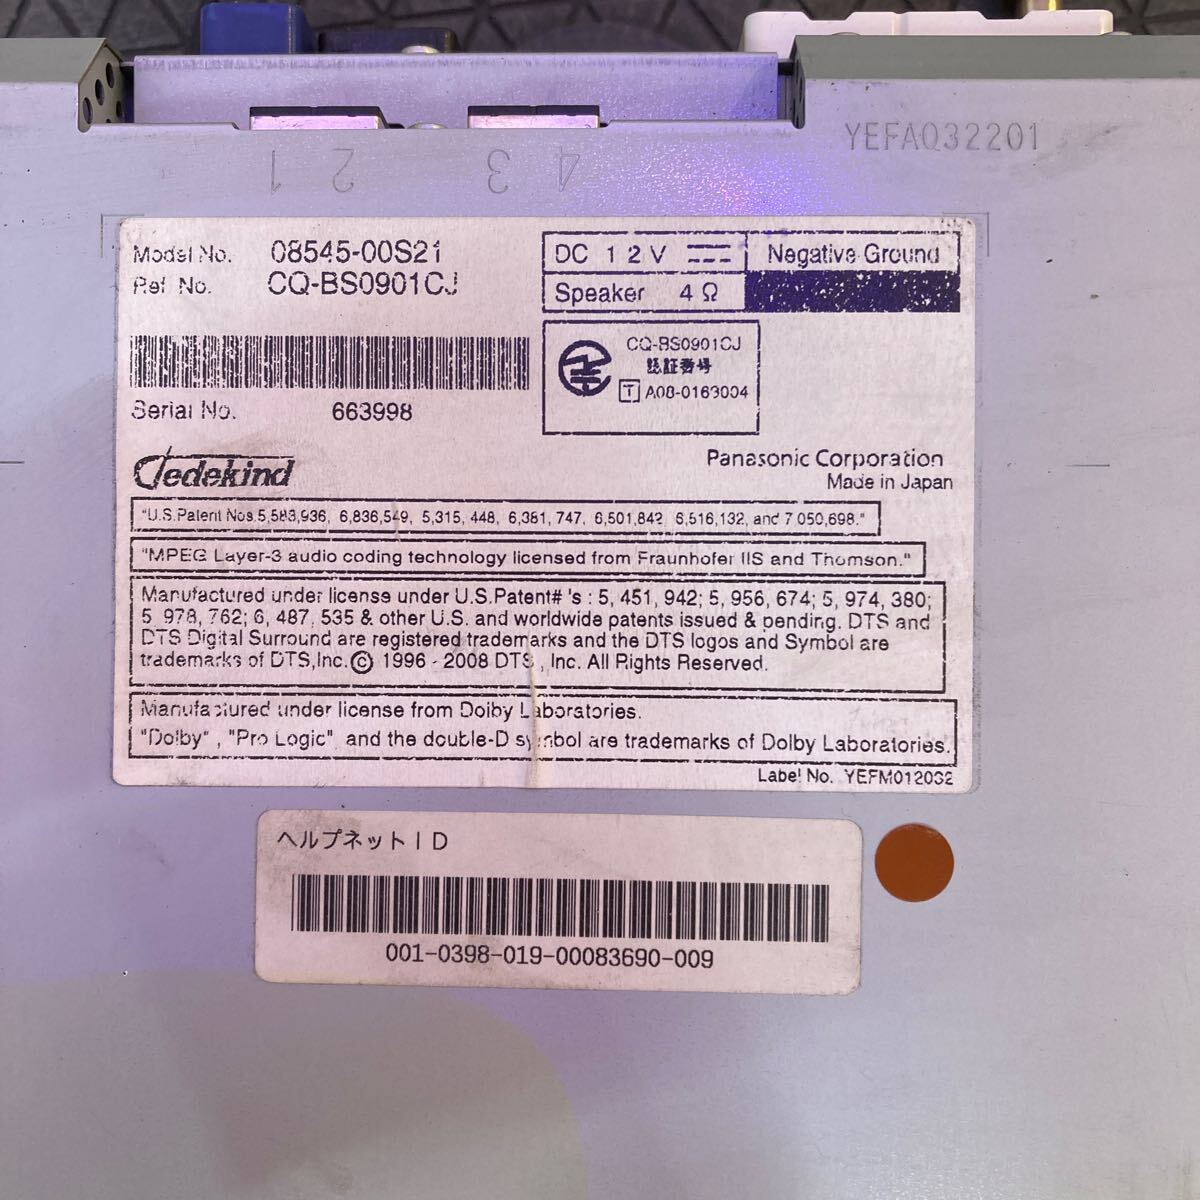 YEFA032201
1 2 3 4
Model No. 08545-00S21
Ref No. CQ-BS0901CJ
DC 12V Negative Ground
Speaker 4Ω
CQ-BS0901CJ
認証番号
T A08-0163004
Serial No. 663998
Dedekind
Panasonic Corporation
Made in Japan
"U.S.Patent Nos.5,583,936, 6,836,549, 5,315,448, 6,381,747, 6,501,842, 6,516,132, and 7,050,698."
"MPEG Layer-3 audio coding technology licensed from Fraunhofer IIS and Thomson."
Manufactured under license under U.S.Patent# 's : 5, 451, 942; 5, 956, 674; 5, 974, 380;
5, 978, 762; 6, 487, 535 & other U.S. and worldwide patents issued & pending. DTS and
DTS Digital Surround are registered trademarks and the DTS logos and Symbol are
trademarks of DTS,Inc. © 1996 - 2008 DTS , Inc. All Rights Reserved.
Manufactured under license from Dolby Laboratories.
"Dolby" , "Pro Logic", and the double-D symbol are trademarks of Dolby Laboratories.
Label No. YEFM012032
ヘルプネットID
001-0398-019-00083690-009